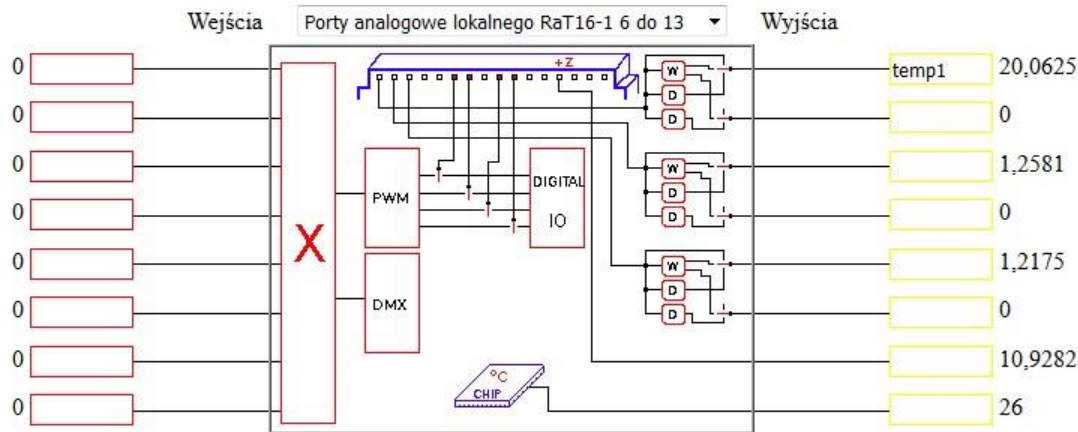 Wejścia Porty analogowe lokalnego RaT16-1 6 do 13 Wyjścia
+Z
0 W temp1 20,0625
D
0 D 0
0 W 1,2581
PWM DIGITAL
D
0 IO D 0
X
0 W 1,2175
D
0 DMX D 0
0 10,9282
°C
CHIP
0 26